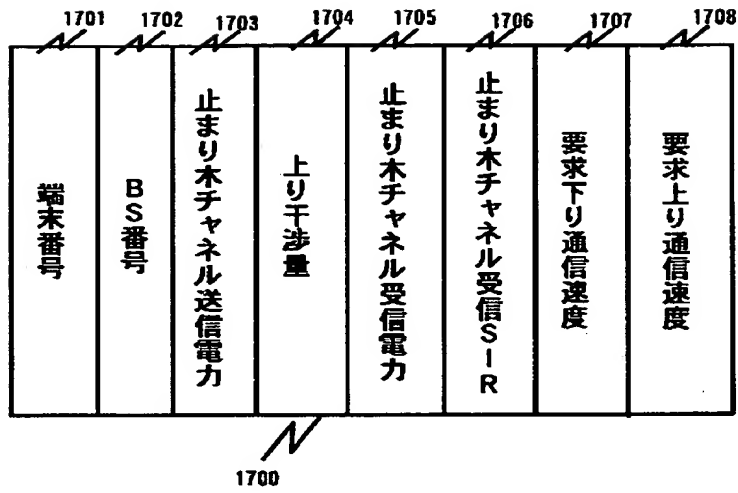 1701
1702
1703
1704
1705
1706
1707
1708
端末番号
BS番号
止まり木チャネル送信電力
上り干渉量
止まり木チャネル受信電力
止まり木チャネル受信SIR
要求下り通信速度
要求上り通信速度
1700